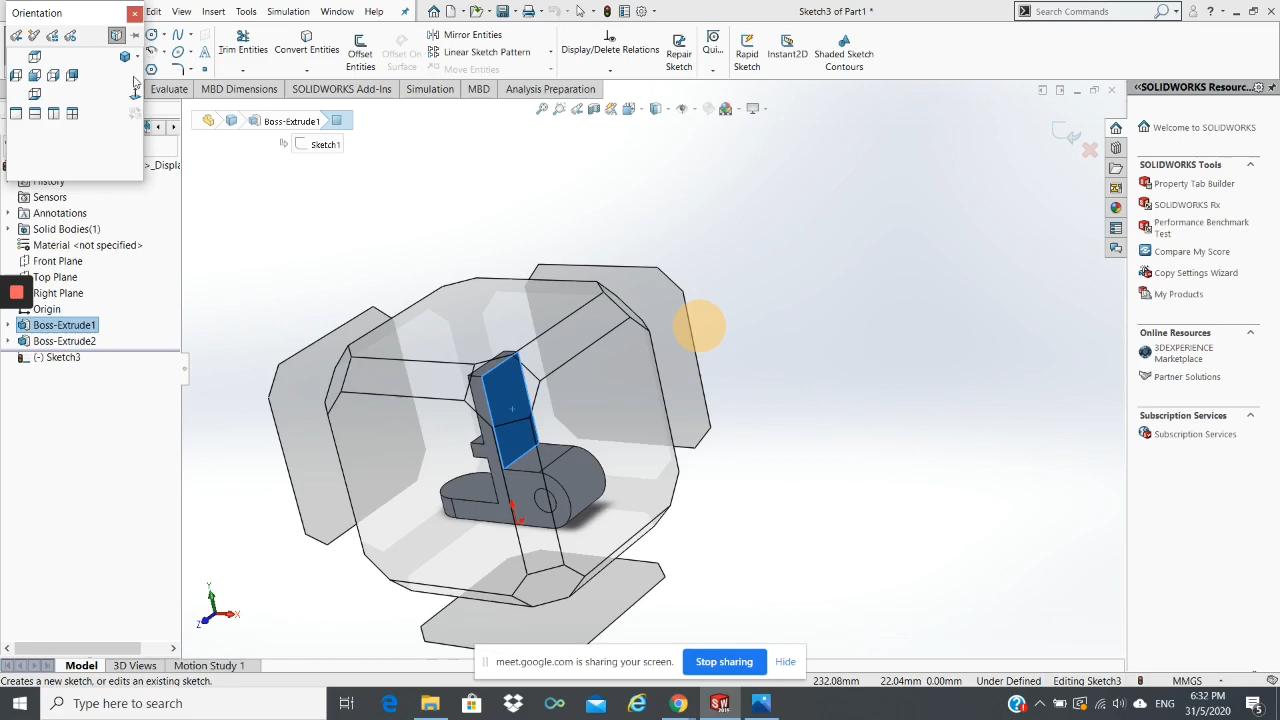 Orientation
Edit
View
Insert
Tools
Simulation
Window
Help
Sketch3 of Part1 *
Search Commands
Trim Entities
Convert Entities
Offset
Entities
Offset On
Surface
Mirror Entities
Linear Sketch Pattern
Move Entities
Display/Delete Relations
Repair
Sketch
Qui...
Rapid
Sketch
Instant2D
Shaded Sketch
Contours
Evaluate
MBD Dimensions
SOLIDWORKS Add-Ins
Simulation
MBD
Analysis Preparation
Boss-Extrude1
Sketch1
>_Displa
History
Sensors
Annotations
Solid Bodies(1)
Material <not specified>
Front Plane
Top Plane
Right Plane
Origin
Boss-Extrude1
Boss-Extrude2
(-) Sketch3
Y
X
Z
SOLIDWORKS Resourc...
Welcome to SOLIDWORKS
SOLIDWORKS Tools
Property Tab Builder
SOLIDWORKS Rx
Performance Benchmark
Test
Compare My Score
Copy Settings Wizard
My Products
Online Resources
3DEXPERIENCE
Marketplace
Partner Solutions
Subscription Services
Subscription Services
meet.google.com is sharing your screen.
Stop sharing
Hide
Model
3D Views
Motion Study 1
Creates a new sketch, or edits an existing sketch.
232.08mm
22.04mm 0.00mm
Under Defined
Editing Sketch3
MMGS
Type here to search
ENG
6:32 PM
31/5/2020